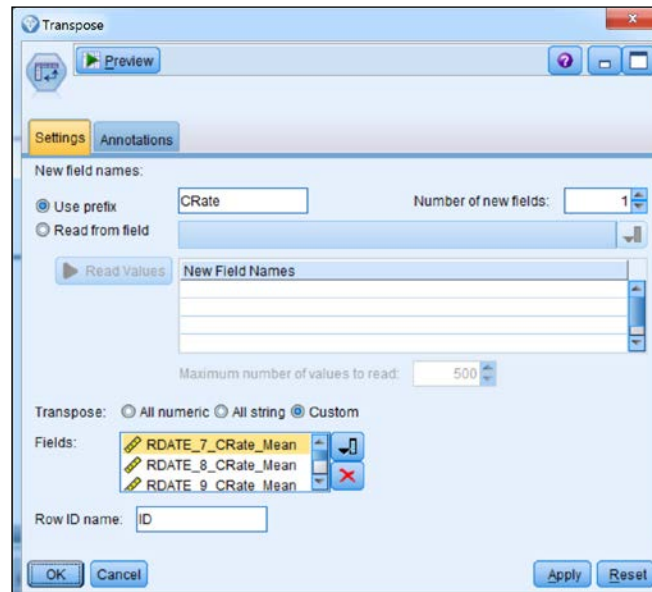 Transpose
Preview
Settings Annotations
New field names:
Use prefix CRate Number of new fields: 1
Read from field
Read Values New Field Names
Maximum number of values to read: 500
Transpose: All numeric All string Custom
Fields: RDATE_7_CRate_Mean
RDATE_8_CRate_Mean
RDATE_9_CRate_Mean
Row ID name: ID
OK Cancel Apply Reset